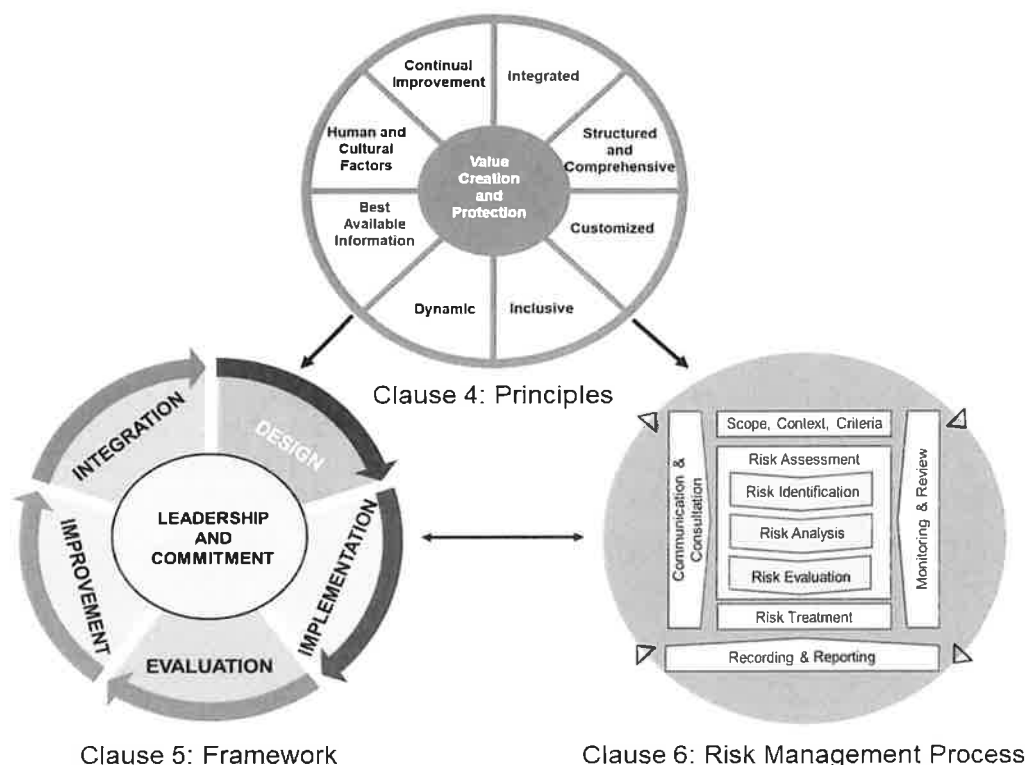 Continual
Improvement
Integrated
Human and
Cultural
Factors
Structured
and
Comprehensive
Value
Creation
and
Protection
Best
Available
Information
Customized
Dynamic
Inclusive
Clause 4: Principles
INTEGRATION
DESIGN
LEADERSHIP
AND
COMMITMENT
IMPROVEMENT
IMPLEMENTATION
EVALUATION
Clause 5: Framework
Scope, Context, Criteria
Communication &
Consultation
Risk Assessment
Risk Identification
Risk Analysis
Risk Evaluation
Monitoring & Review
Risk Treatment
Recording & Reporting
Clause 6: Risk Management Process